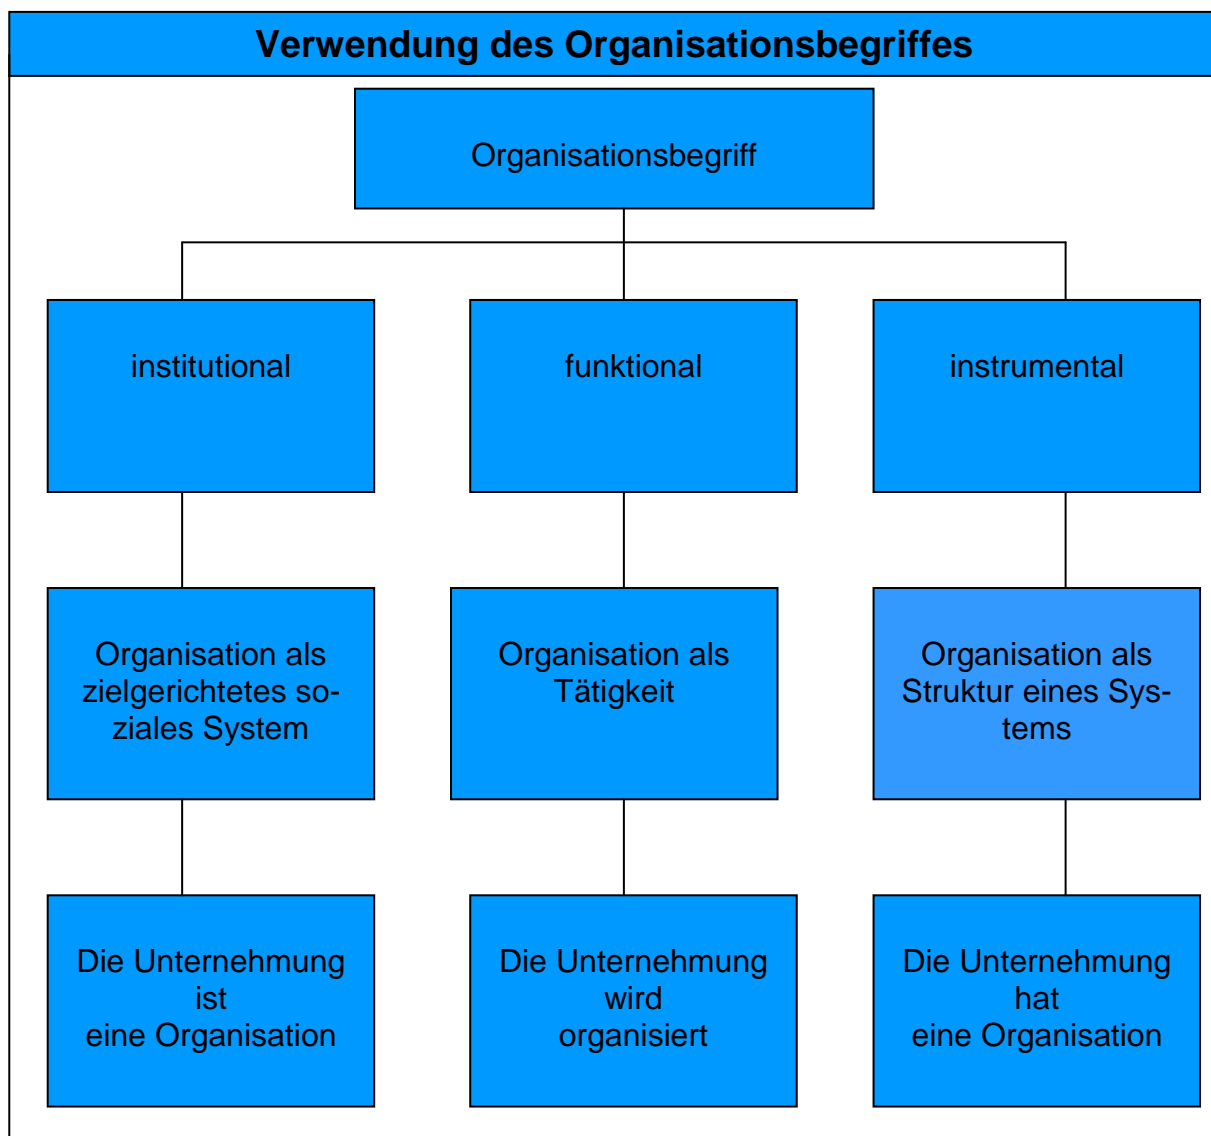 Verwendung des Organisationsbegriffes
Organisationsbegriff
institutional
funktional
instrumental
Organisation als
zielgerichtetes so-
ziales System
Organisation als
Tätigkeit
Organisation als
Struktur eines Sys-
tems
Die Unternehmung
ist
eine Organisation
Die Unternehmung
wird
organisiert
Die Unternehmung
hat
eine Organisation